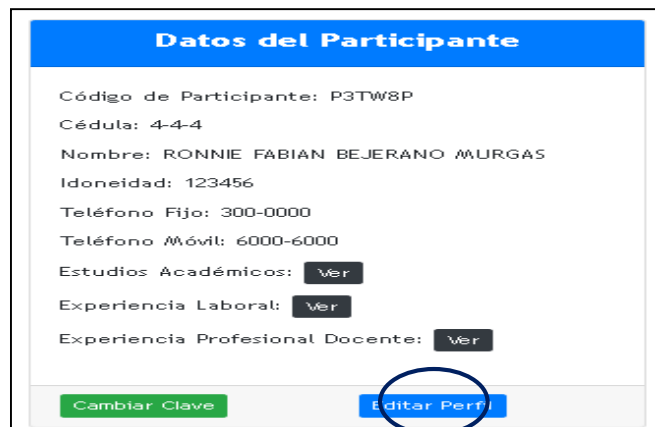 Datos del Participante
Código de Participante: P3TW8P
Cédula: 4-4-4
Nombre: RONNIE FABIAN BEJERANO MURGAS
Idoneidad: 123456
Teléfono Fijo: 300-0000
Teléfono Móvil: 6000-6000
Estudios Académicos: Ver
Experiencia Laboral: Ver
Experiencia Profesional Docente: Ver
Cambiar Clave Editar Perfil